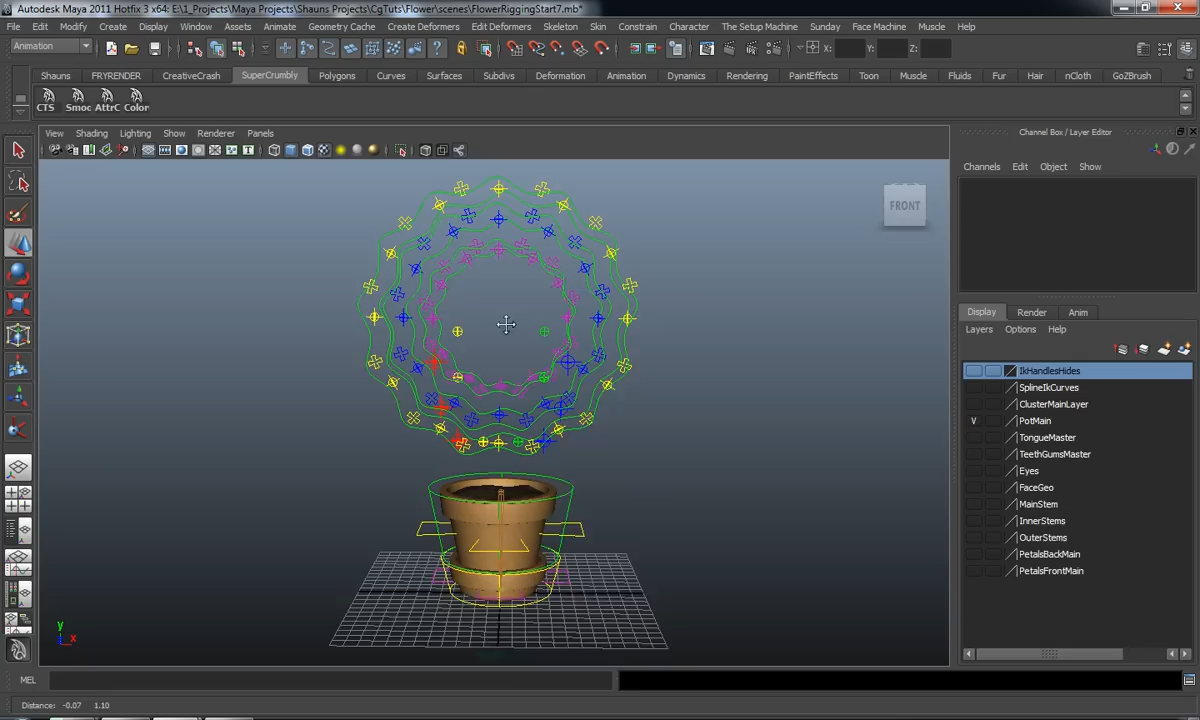 Autodesk Maya 2011 Hotfix 3 x64: E:\1_Projects\Maya Projects\Shauns Projects\CgTuts\Flower\scenes\FlowerRiggingStart7.mb*
File Edit Modify Create Display Window Assets Animate Geometry Cache Create Deformers Edit Deformers Skeleton Skin Constrain Character The Setup Machine Sunday Face Machine Muscle Help
Animation X: Y: Z:
Shauns FRYRENDER CreativeCrash SuperCrumbly Polygons Curves Surfaces Subdivs Deformation Animation Dynamics Rendering PaintEffects Toon Muscle Fluids Fur Hair nCloth GoZBrush
CTS Smoc AttrC Color
View Shading Lighting Show Renderer Panels
Channel Box / Layer Editor
Channels Edit Object Show
FRONT
Display Render Anim
Layers Options Help
IkHandlesHides
SplineIkCurves
ClusterMainLayer
V PotMain
TongueMaster
TeethGumsMaster
Eyes
FaceGeo
MainStem
InnerStems
OuterStems
PetalsBackMain
PetalsFrontMain
y
x
MEL
Distance: -0.07 1.10